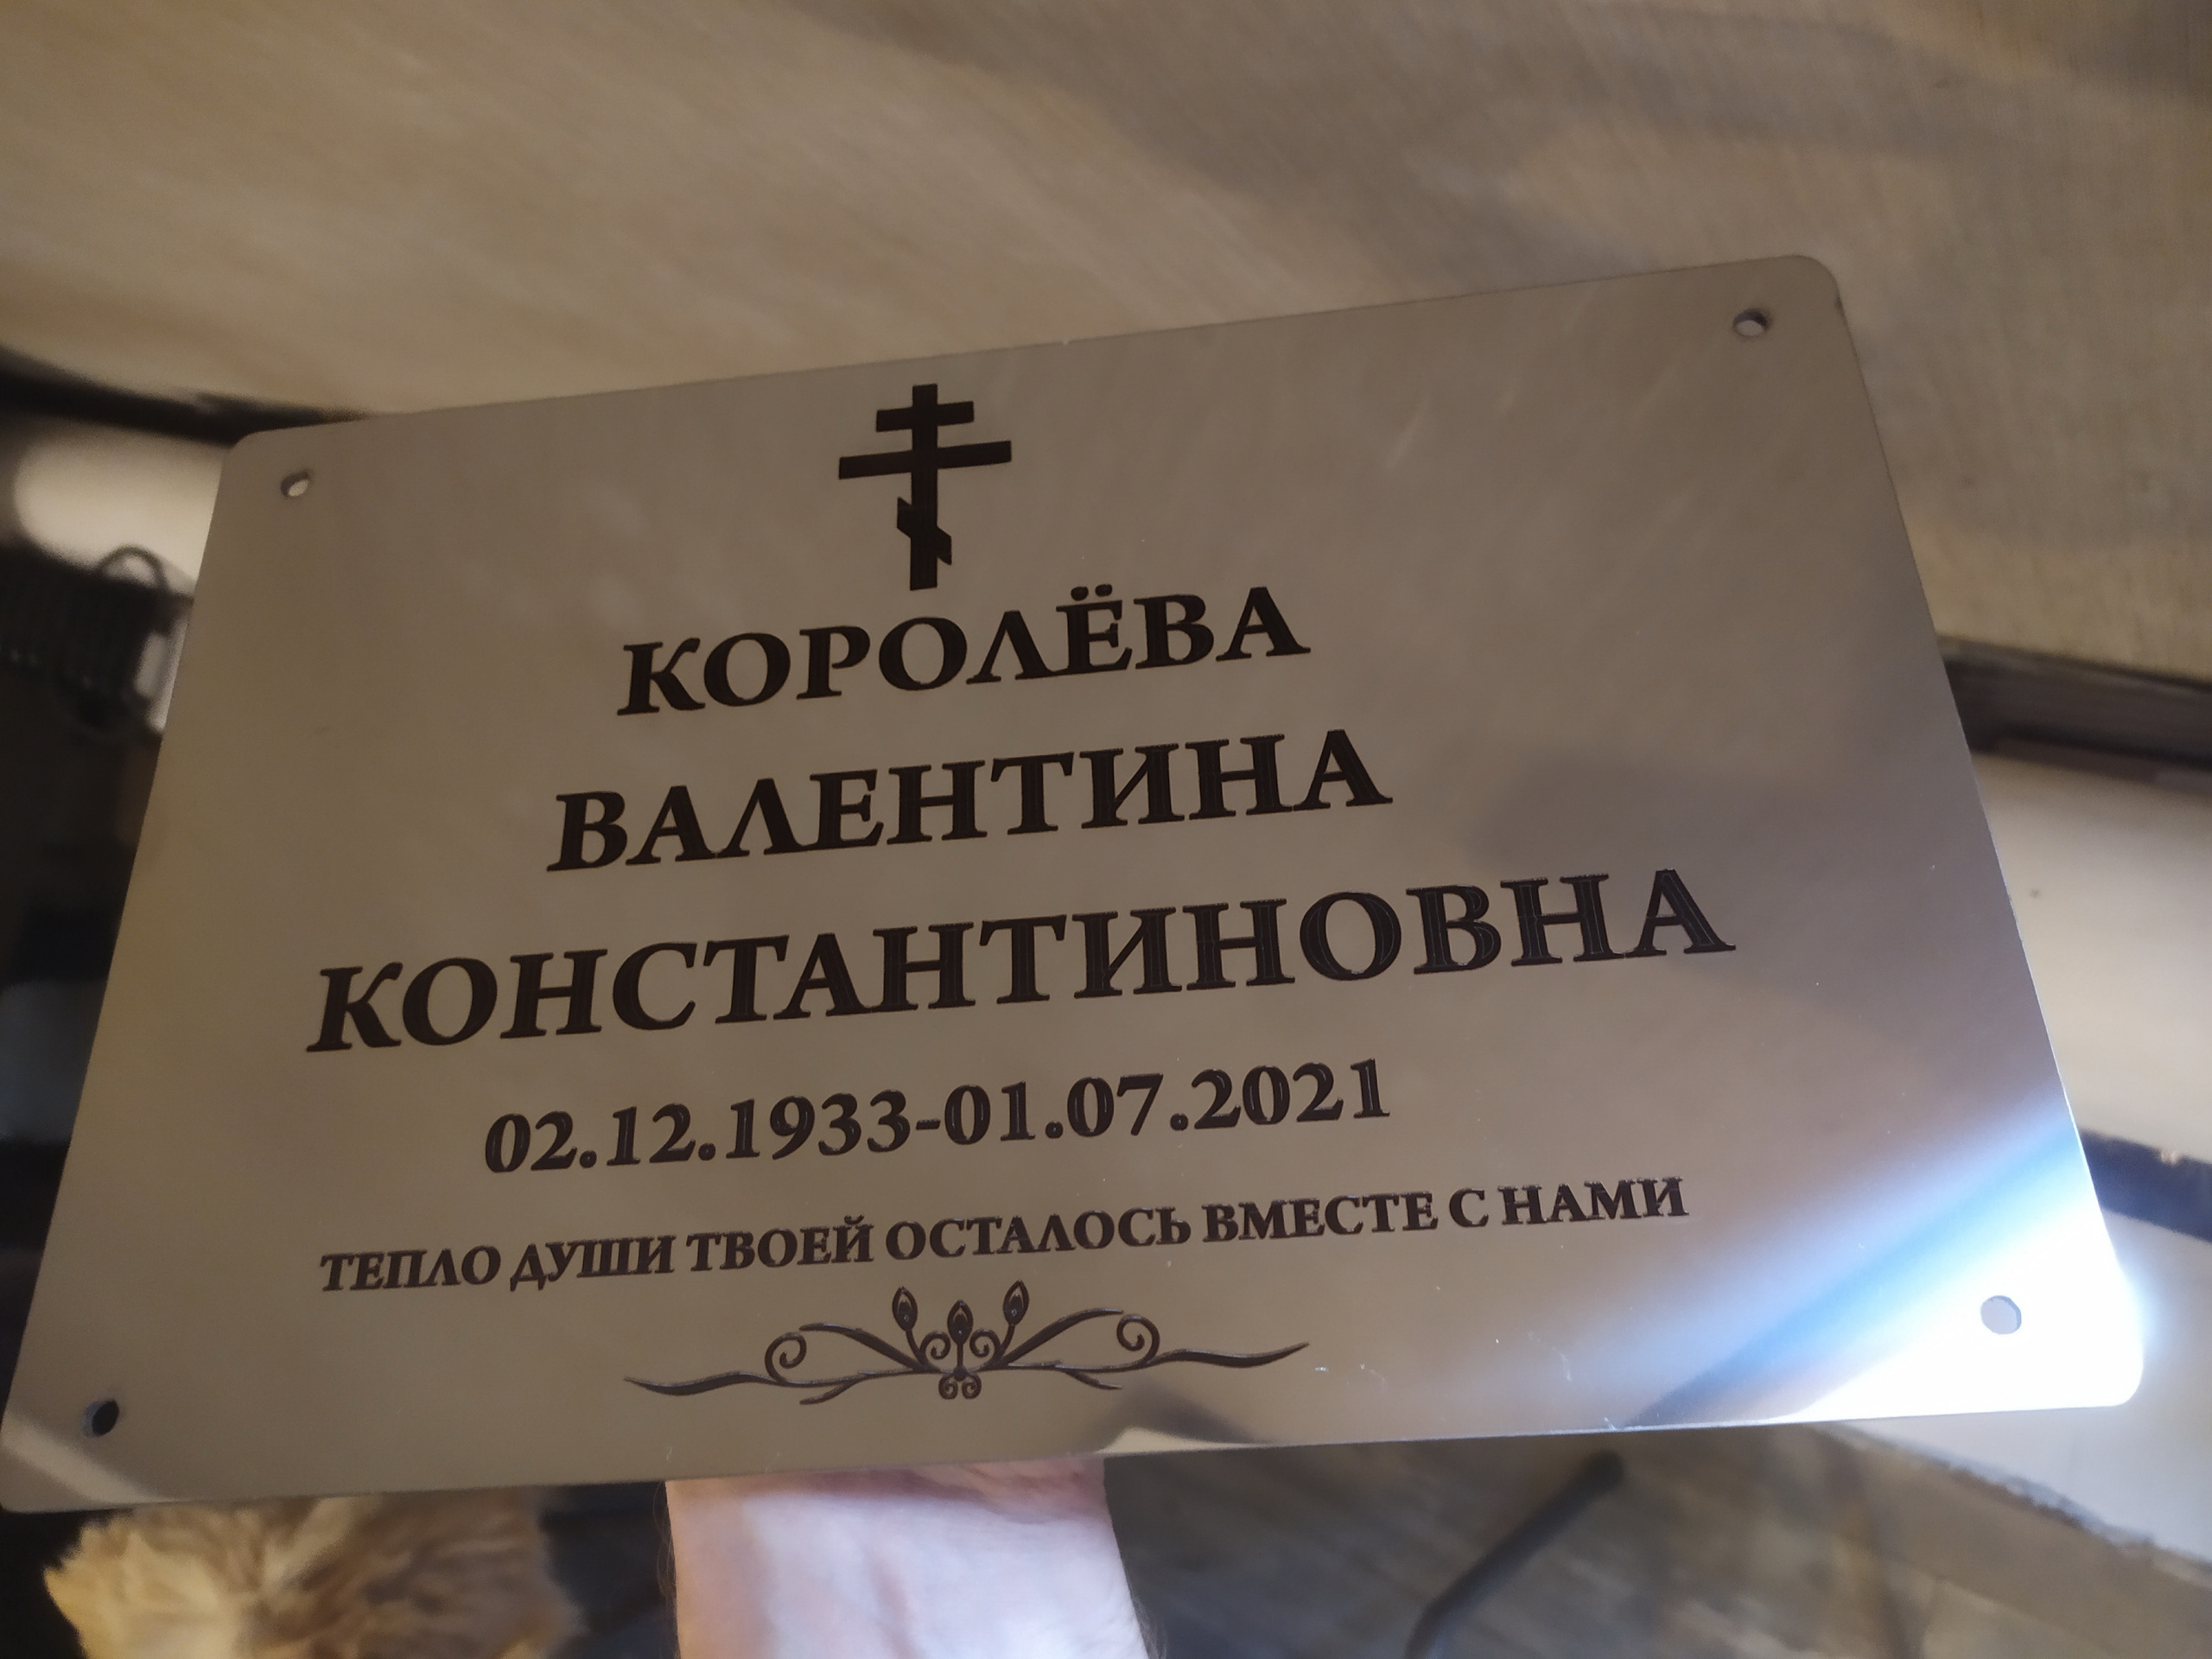 КОРОЛЁВА
ВАЛЕНТИНА
КОНСТАНТИНОВНА
02.12.1933-01.07.2021
ТЕПЛО ДУШИ ТВОЕЙ ОСТАЛОСЬ ВМЕСТЕ С НАМИ